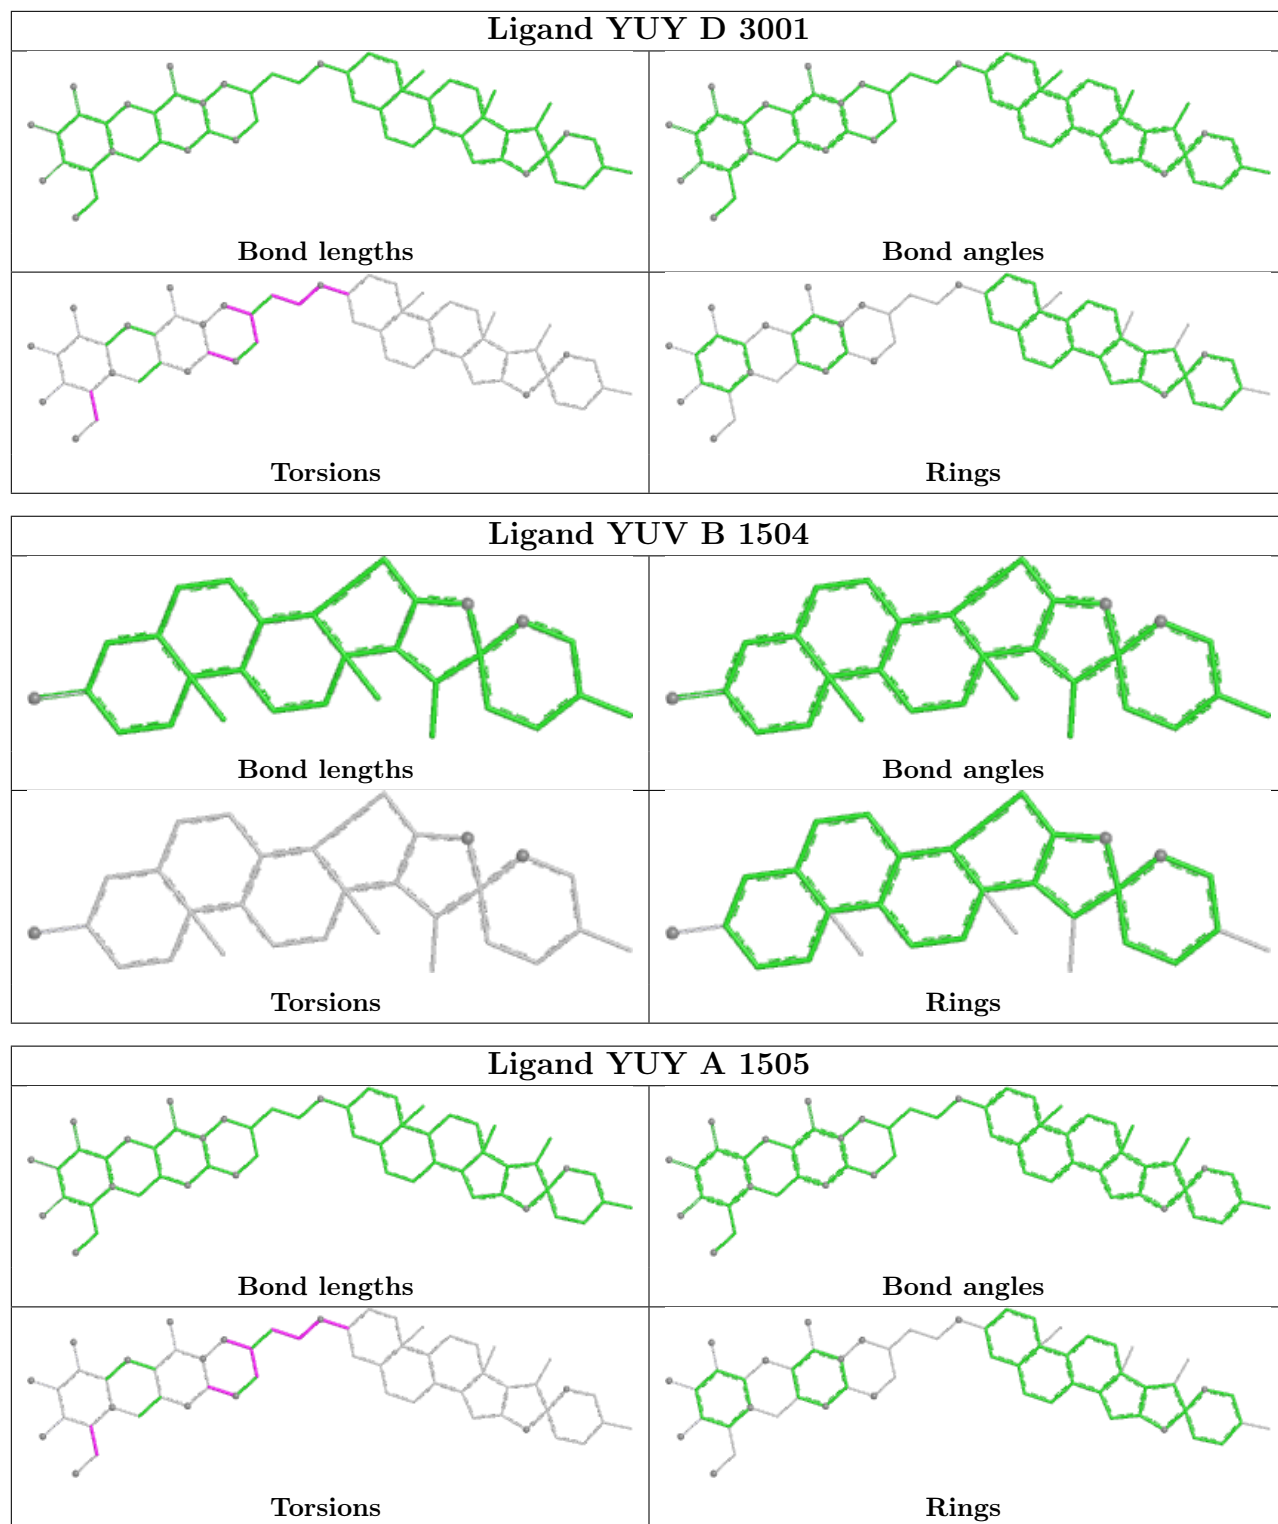 Ligand YUY D 3001
Bond lengths
Bond angles
Torsions
Rings
Ligand YUV B 1504
Bond lengths
Bond angles
Torsions
Rings
Ligand YUY A 1505
Bond lengths
Bond angles
Torsions
Rings